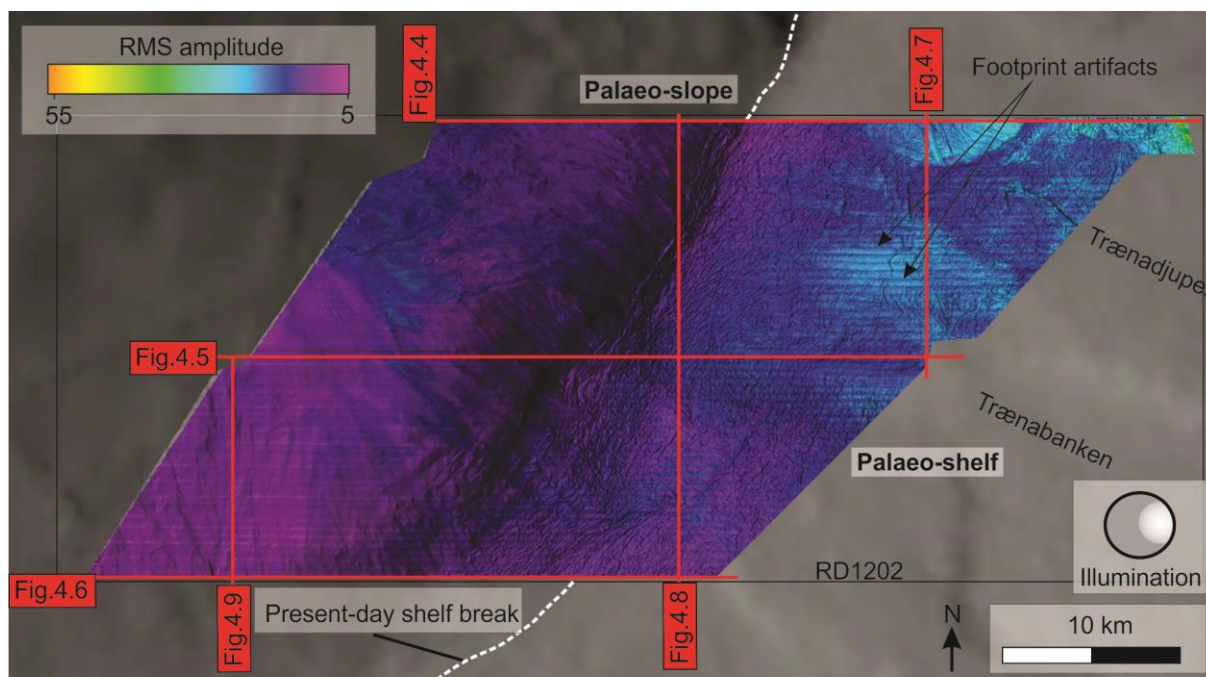 RMS amplitude
55
5
Fig.4.4
Palaeo-slope
Fig.4.7
Footprint artifacts
Trænadjupe
Fig.4.5
Trænabanken
Palaeo-shelf
Illumination
RD1202
Fig.4.6
Fig.4.9
Present-day shelf break
Fig.4.8
N
10 km